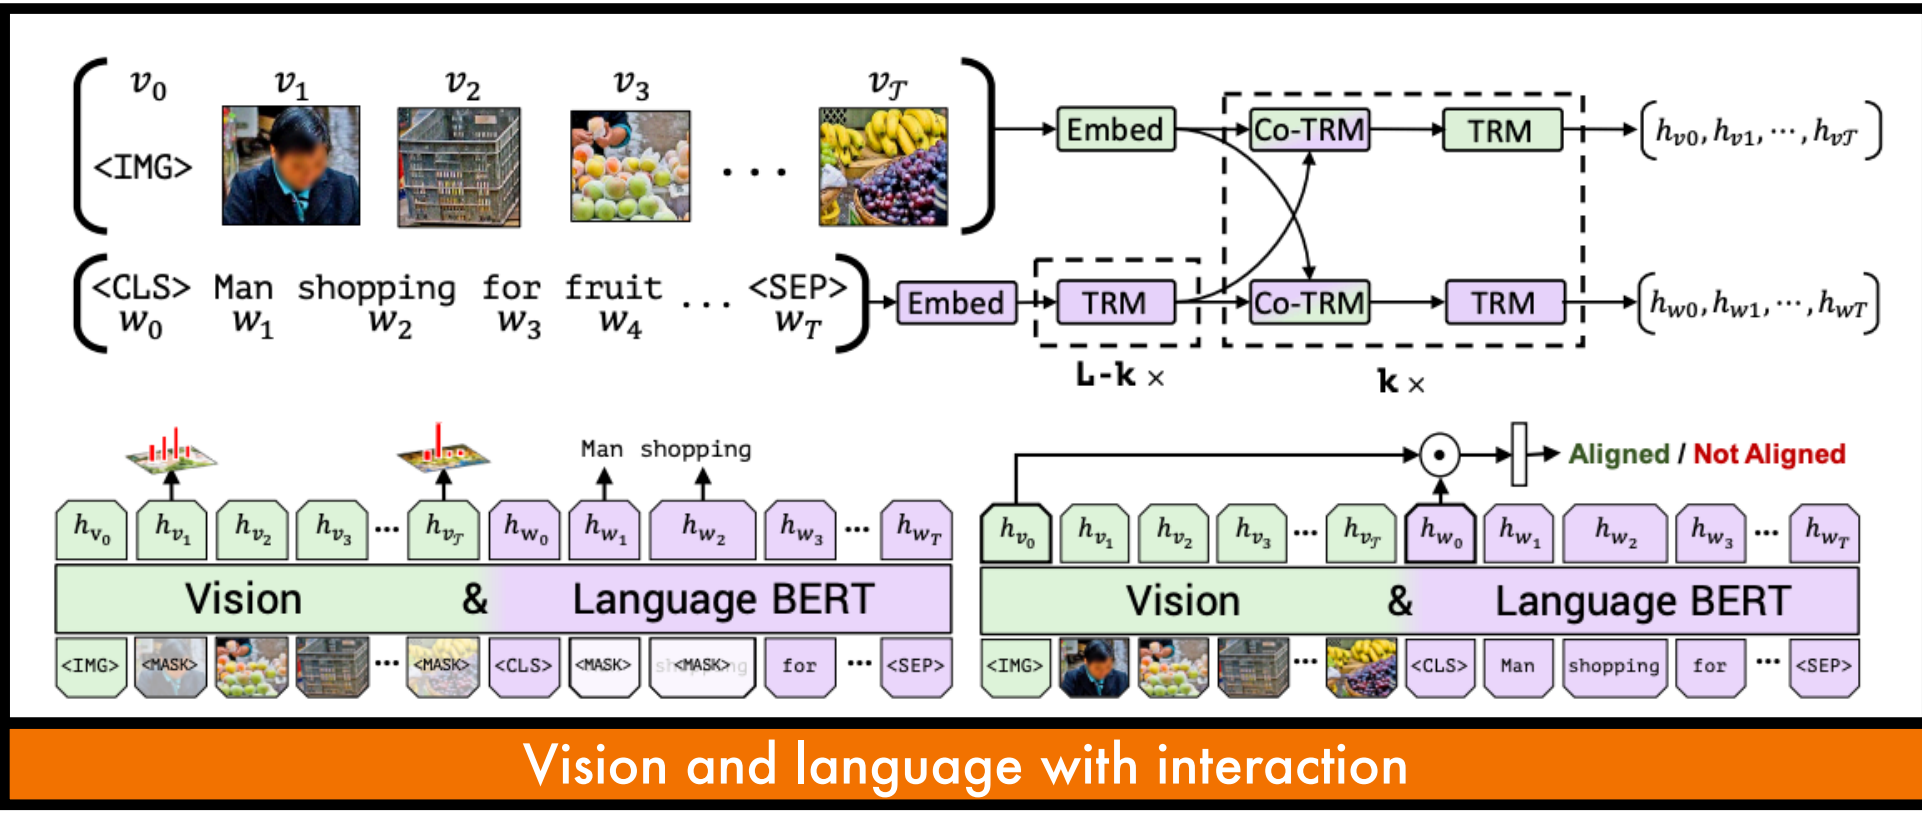 v0 v1 v2 v3 v𝒯
<IMG> ...
Embed Co-TRM TRM (hv0, hv1, ⋯, hv𝒯)
<CLS> Man shopping for fruit ... <SEP>
w0 w1 w2 w3 w4 wT
Embed TRM Co-TRM TRM (hw0, hw1, ⋯, hwT)
L-k × k ×
Man shopping
Aligned / Not Aligned
hv0 hv1 hv2 hv3 ... hv𝒯 hw0 hw1 hw2 hw3 ... hwT
Vision & Language BERT
<IMG> <MASK> ... <MASK> <CLS> <MASK> shopping <MASK> for ... <SEP>
hv0 hv1 hv2 hv3 ... hv𝒯 hw0 hw1 hw2 hw3 ... hwT
Vision & Language BERT
<IMG> ... <CLS> Man shopping for ... <SEP>
Vision and language with interaction